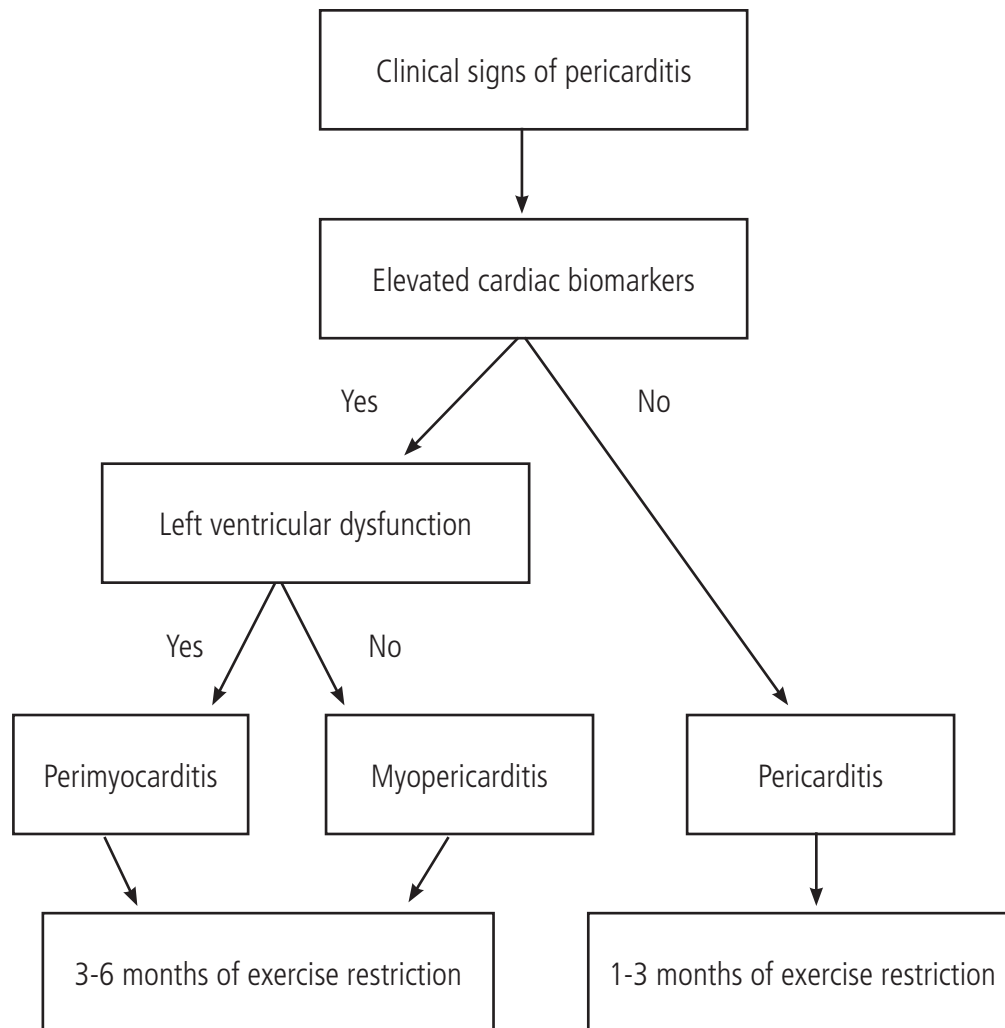 Clinical signs of pericarditis
Elevated cardiac biomarkers
Yes
No
Left ventricular dysfunction
Yes
No
Perimyocarditis
Myopericarditis
Pericarditis
3-6 months of exercise restriction
1-3 months of exercise restriction